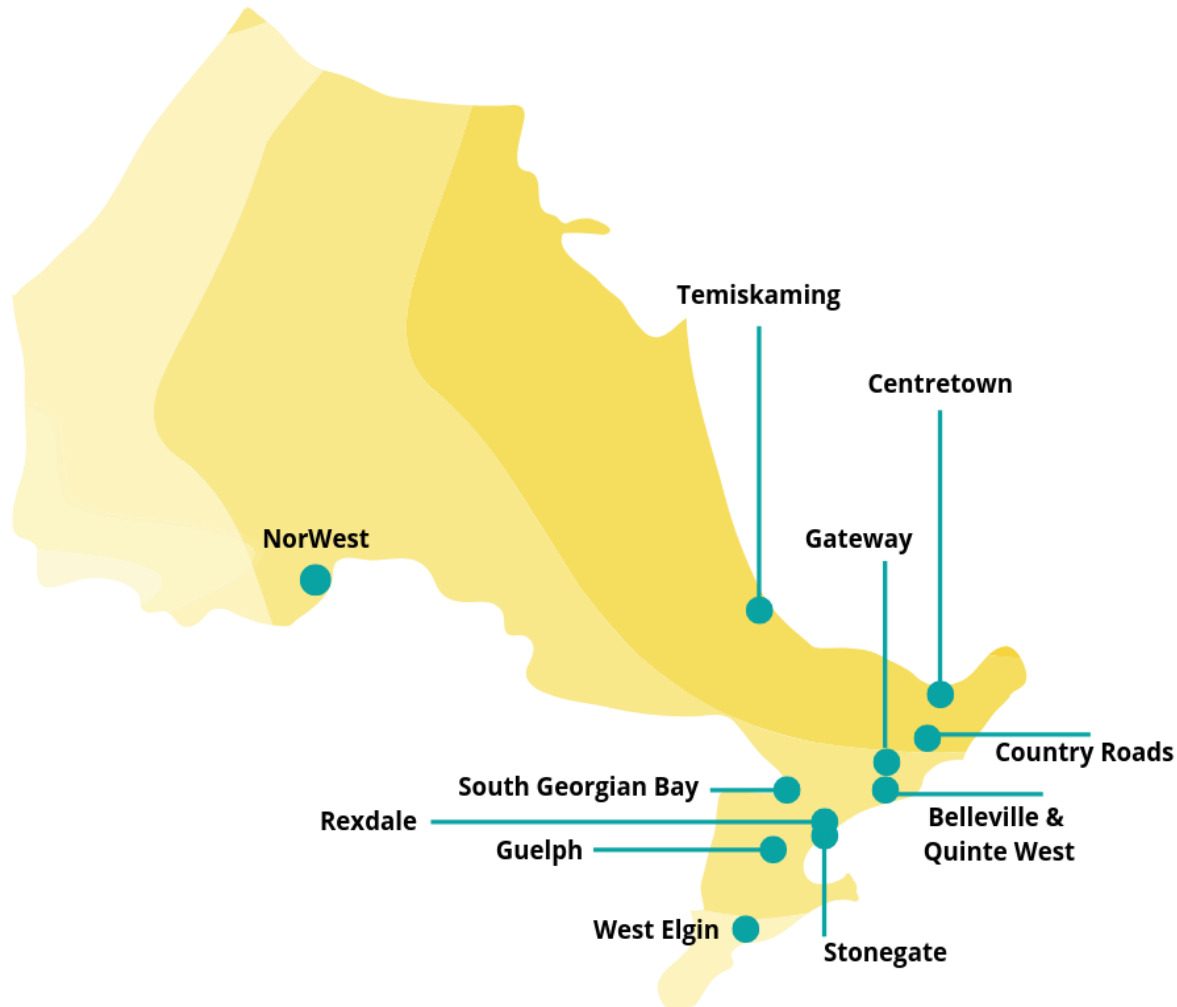 Temiskaming
Centretown
NorWest
Gateway
Country Roads
South Georgian Bay
Belleville &
Quinte West
Rexdale
Guelph
West Elgin
Stonegate